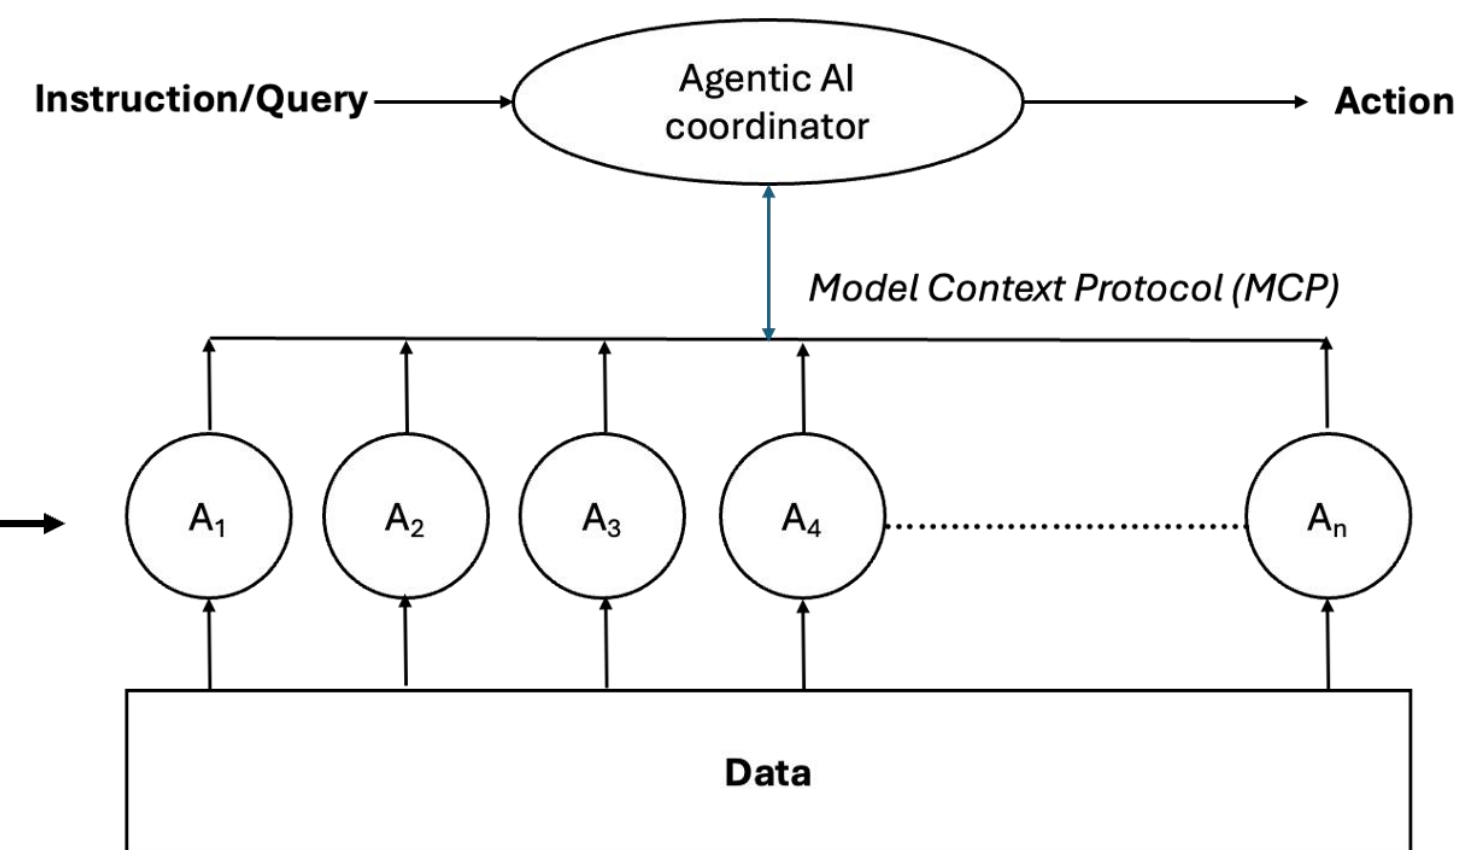 Instruction/Query
Agentic AI
coordinator
Action
Model Context Protocol (MCP)
A₁
A₂
A₃
A₄
Aₙ
Data